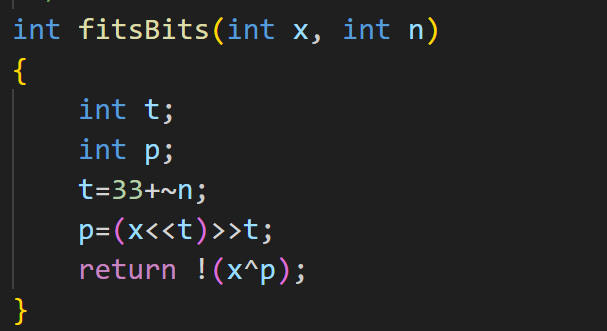 int fitsBits(int x, int n)
{
int t;
int p;
t=33+~n;
p=(x<<t)>>t;
return !(x^p);
}